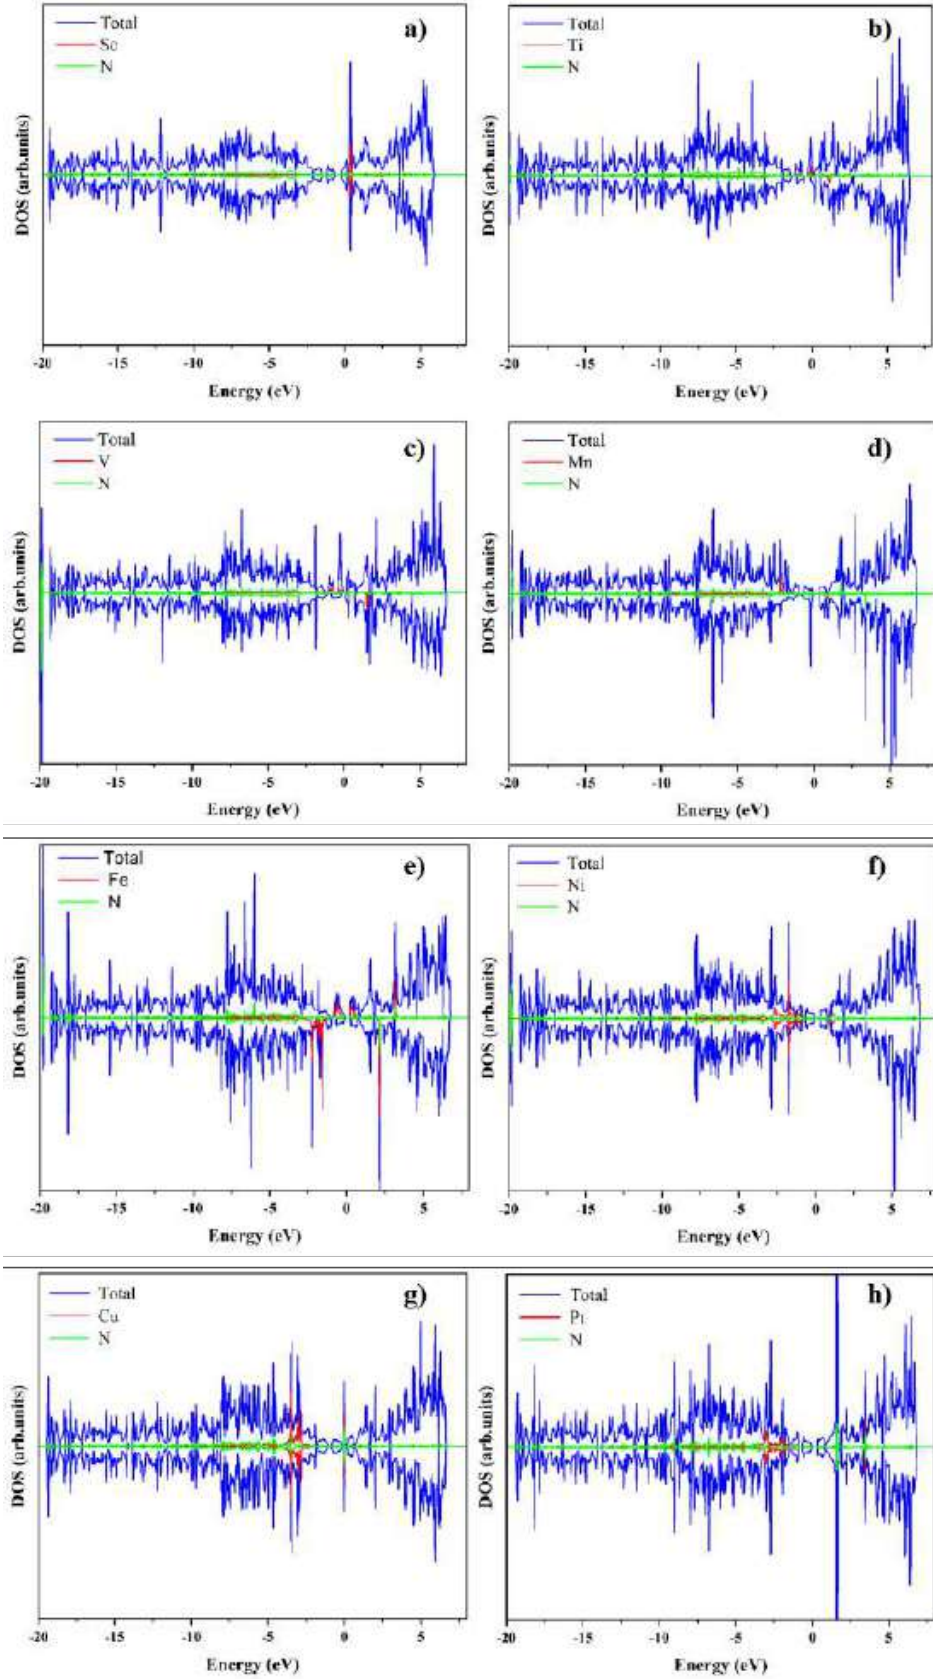 Total
a)
Sc
N
DOS (arb.units)
-20 -15 -10 -5 0 5
Energy (eV)
Total
b)
Ti
N
DOS (arb.units)
-20 -15 -10 -5 0 5
Energy (eV)
Total
c)
V
N
DOS (arb.units)
-20 -15 -10 -5 0 5
Energy (eV)
Total
d)
Mn
N
DOS (arb.units)
-20 -15 -10 -5 0 5
Energy (eV)
Total
e)
Fe
N
DOS (arb.units)
-20 -15 -10 -5 0 5
Energy (eV)
Total
f)
Ni
N
DOS (arb.units)
-20 -15 -10 -5 0 5
Energy (eV)
Total
g)
Cu
N
DOS (arb.units)
-20 -15 -10 -5 0 5
Energy (eV)
Total
h)
Pt
N
DOS (arb.units)
-20 -15 -10 -5 0 5
Energy (eV)